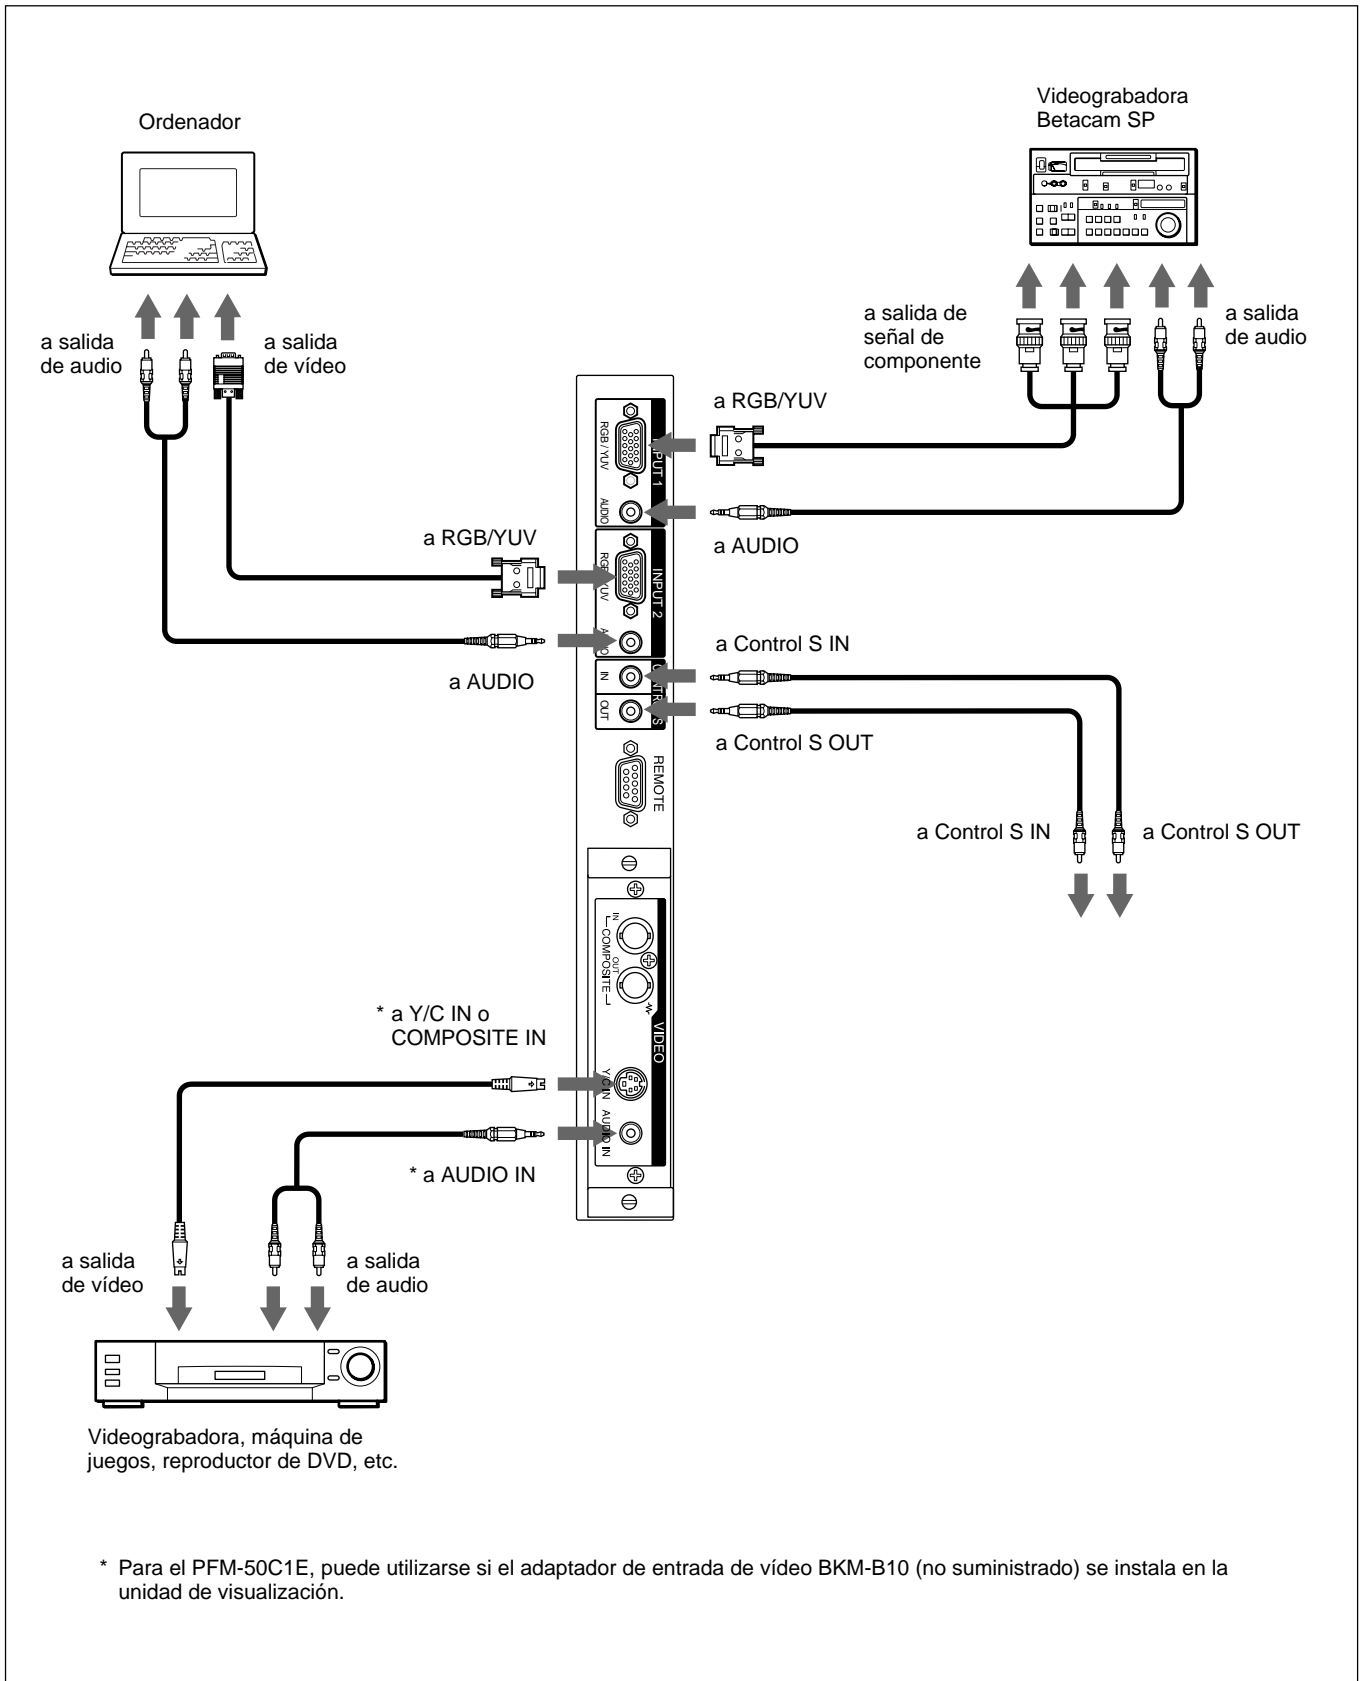 Ordenador
Videograbadora
Betacam SP
a salida
de audio
a salida
de vídeo
a salida de
señal de
componente
a salida
de audio
a RGB/YUV
RGB / YUV
INPUT 1
AUDIO
a AUDIO
a RGB/YUV
RGB / YUV
INPUT 2
AUDIO
a AUDIO
a Control S IN
IN
CONTROL S
OUT
a Control S OUT
REMOTE
a Control S IN
a Control S OUT
IN
COMPOSITE
OUT
VIDEO
* a Y/C IN o
COMPOSITE IN
Y/C IN
AUDIO IN
* a AUDIO IN
a salida
de vídeo
a salida
de audio
Videograbadora, máquina de
juegos, reproductor de DVD, etc.
* Para el PFM-50C1E, puede utilizarse si el adaptador de entrada de vídeo BKM-B10 (no suministrado) se instala en la
unidad de visualización.